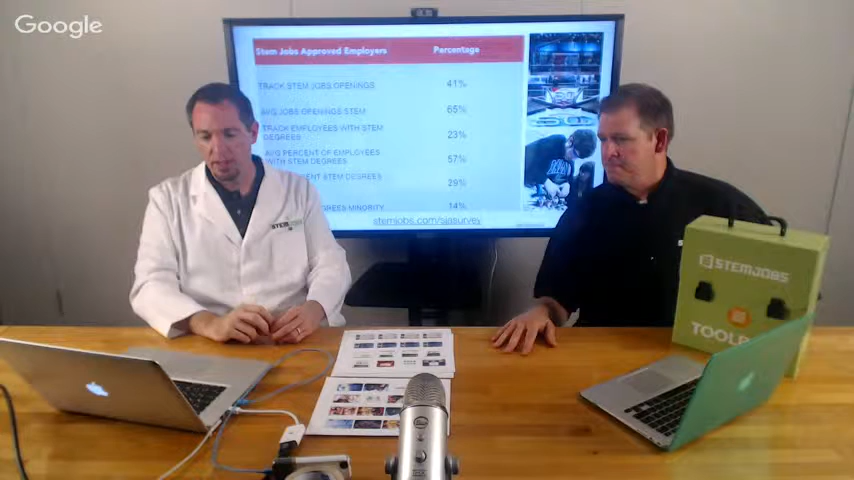 Google
Stem Jobs Approved Employers Percentage
TRACK STEM JOBS OPENINGS 41%
AVG JOBS OPENINGS STEM 65%
TRACK EMPLOYEES WITH STEM
DEGREES 23%
AVG PERCENT OF EMPLOYEES
WITH STEM DEGREES 57%
STEM DEGREES 29%
MINORITY 14%
stemjobs.com/sjasurvey
STEM
STEMJOBS